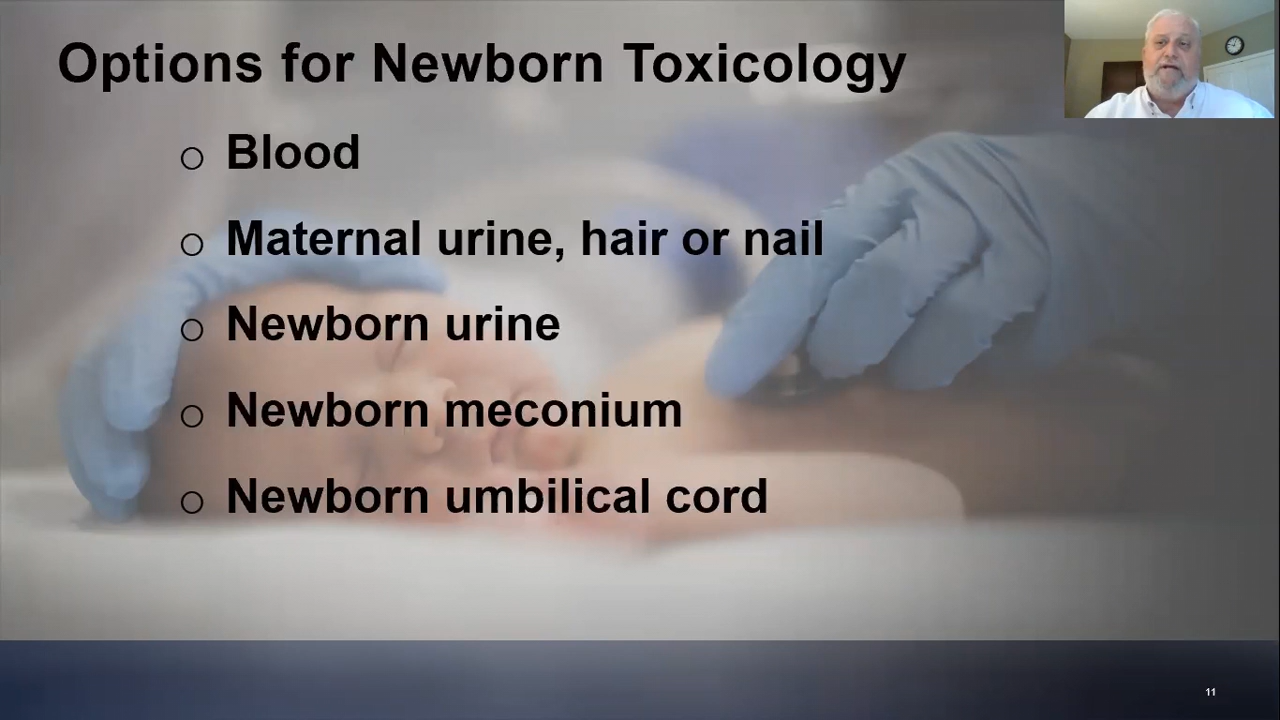 Options for Newborn Toxicology
Blood
Maternal urine, hair or nail
Newborn urine
Newborn meconium
Newborn umbilical cord
11